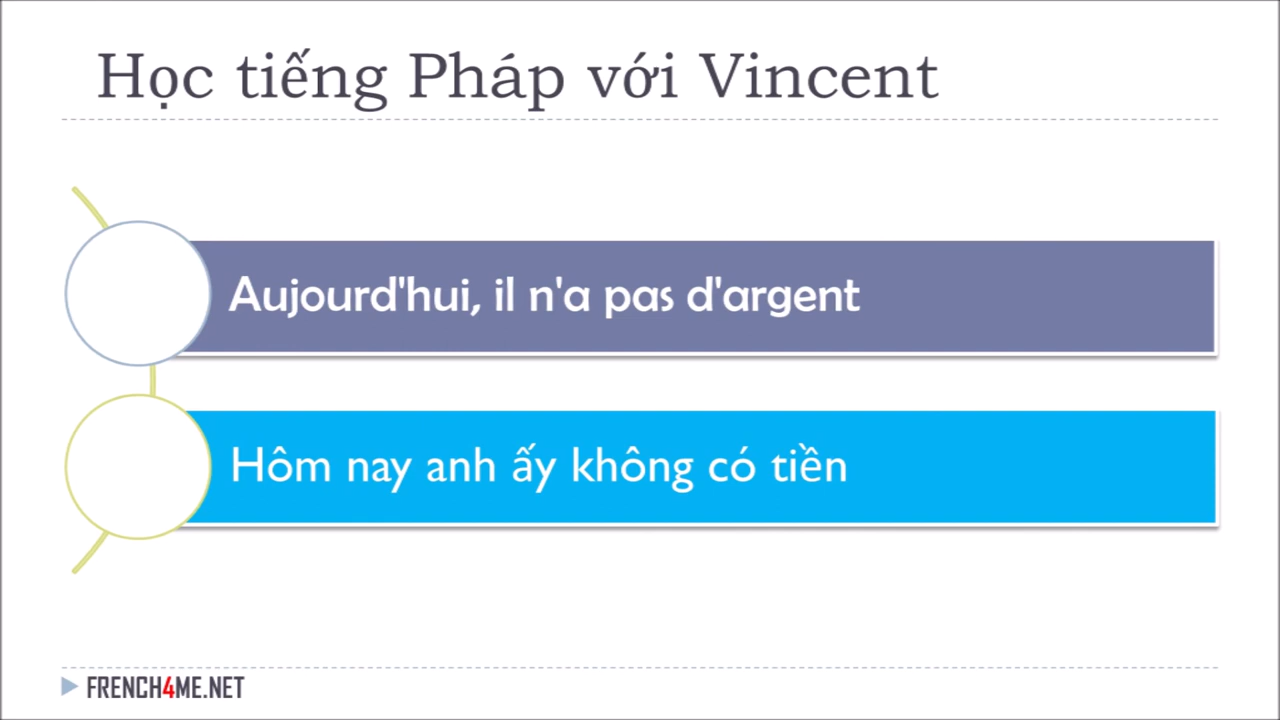 Học tiếng Pháp với Vincent
Aujourd'hui, il n'a pas d'argent
Hôm nay anh ấy không có tiền
FRENCH4ME.NET